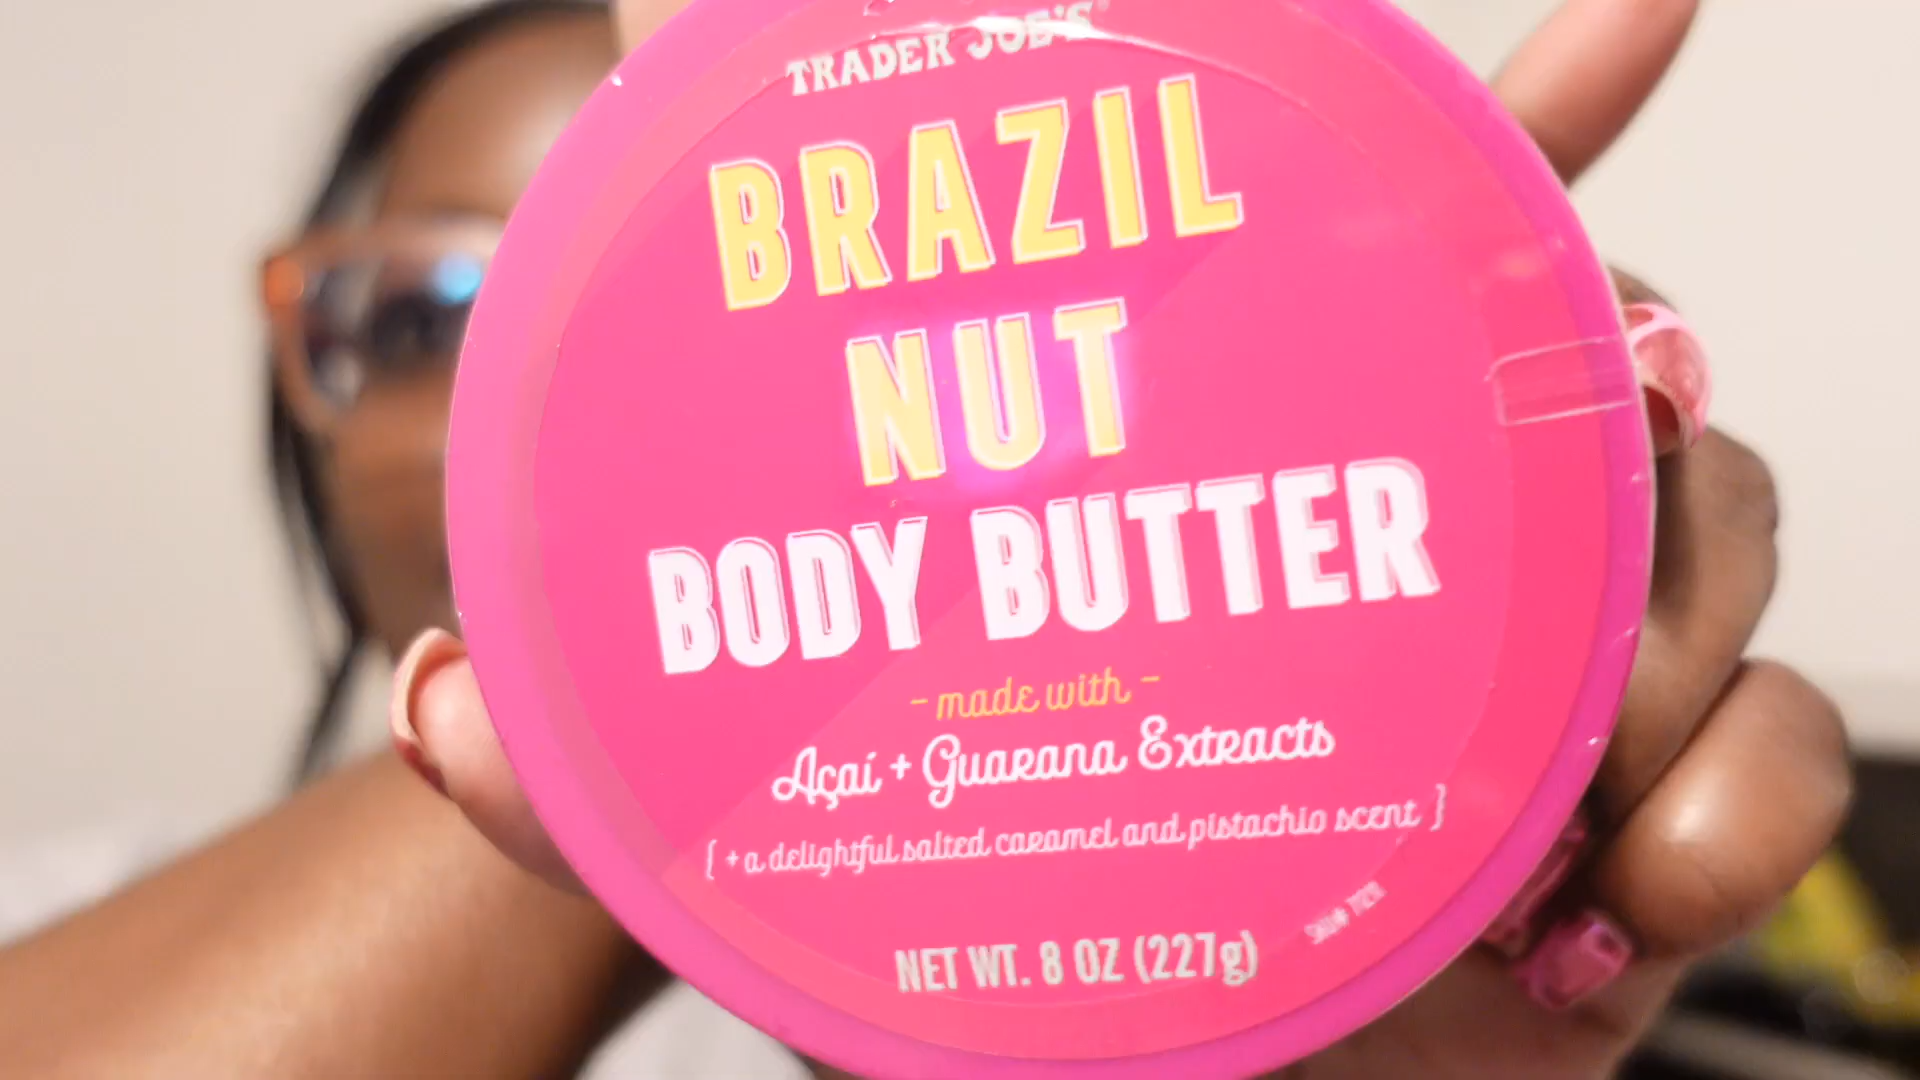 TRADER JOE'S
BRAZIL
NUT
BODY BUTTER
- made with -
Açaí + Guarana Extracts
{ + a delightful salted caramel and pistachio scent }
NET WT. 8 OZ (227g)
SKU#